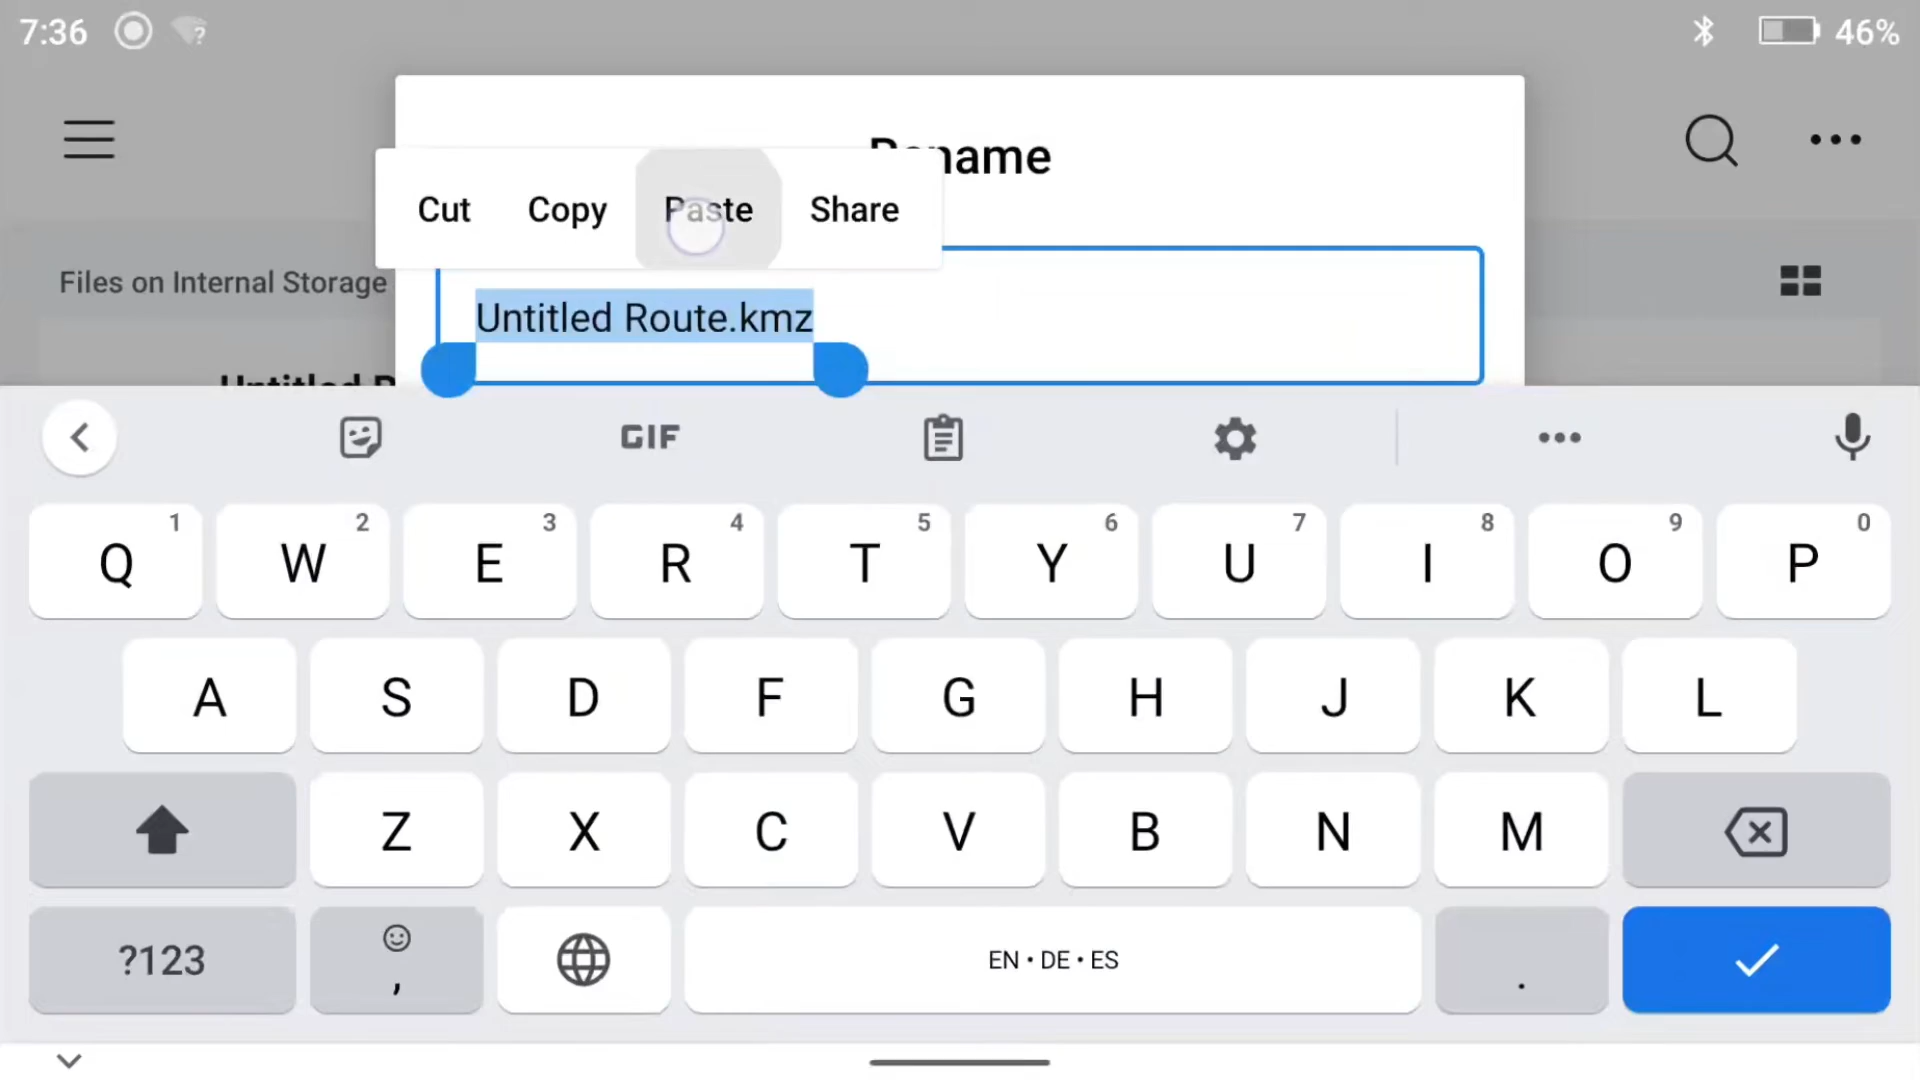 7:36
?
46%
Rename
Cut Copy Paste Share
Files on Internal Storage
Untitled Route.kmz
Untitled R
GIF
Q 1 W 2 E 3 R 4 T 5 Y 6 U 7 I 8 O 9 P 0
A S D F G H J K L
Z X C V B N M
?123 , EN • DE • ES .